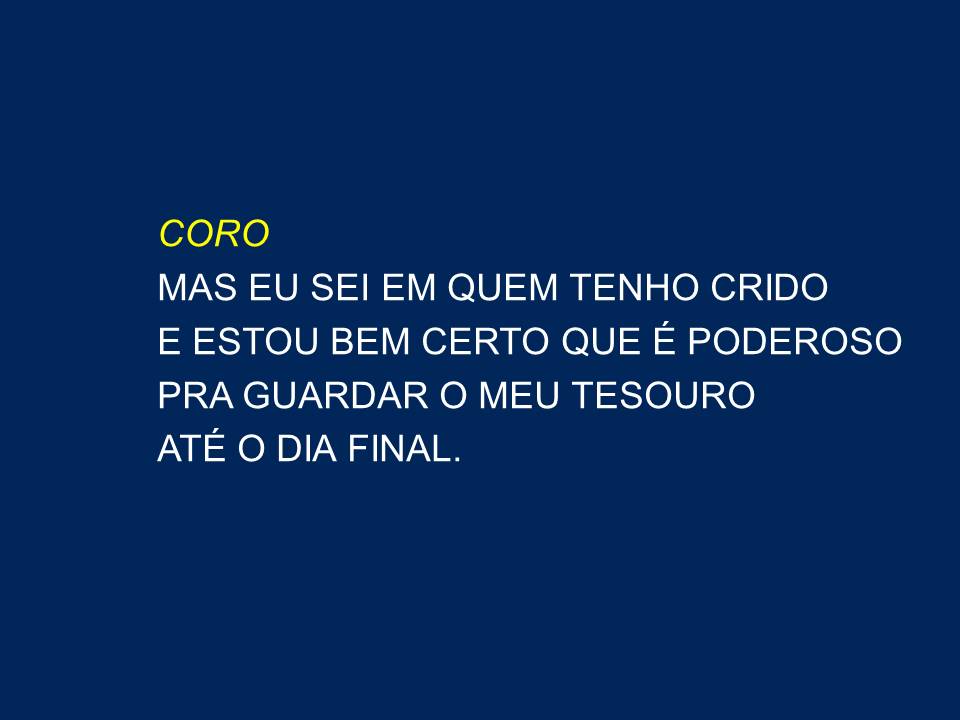 CORO
MAS EU SEI EM QUEM TENHO CRIDO
E ESTOU BEM CERTO QUE É PODEROSO
PRA GUARDAR O MEU TESOURO
ATÉ O DIA FINAL.